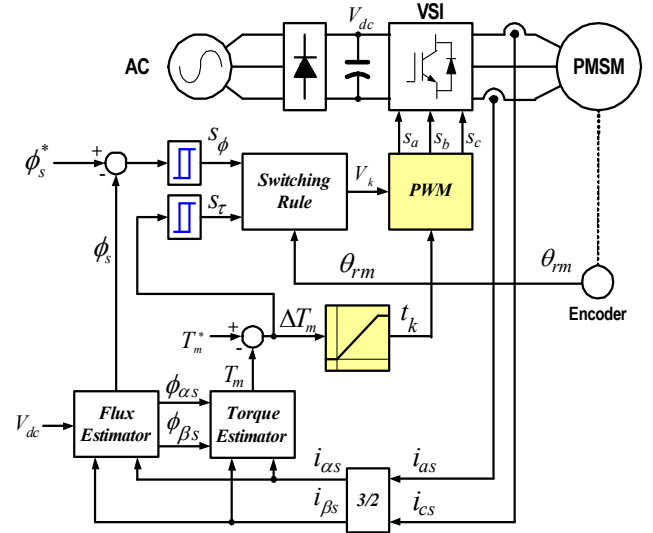 V_dc
VSI
AC
PMSM
s_a s_b s_c
ϕ_s^*
+
-
s_ϕ
Switching
Rule
V_k
PWM
s_τ
ϕ_s
θ_rm
θ_rm
Encoder
T_m^*
+
-
ΔT_m
t_k
T_m
V_dc
Flux
Estimator
ϕ_αs
ϕ_βs
Torque
Estimator
i_αs
i_βs
3/2
i_as
i_cs